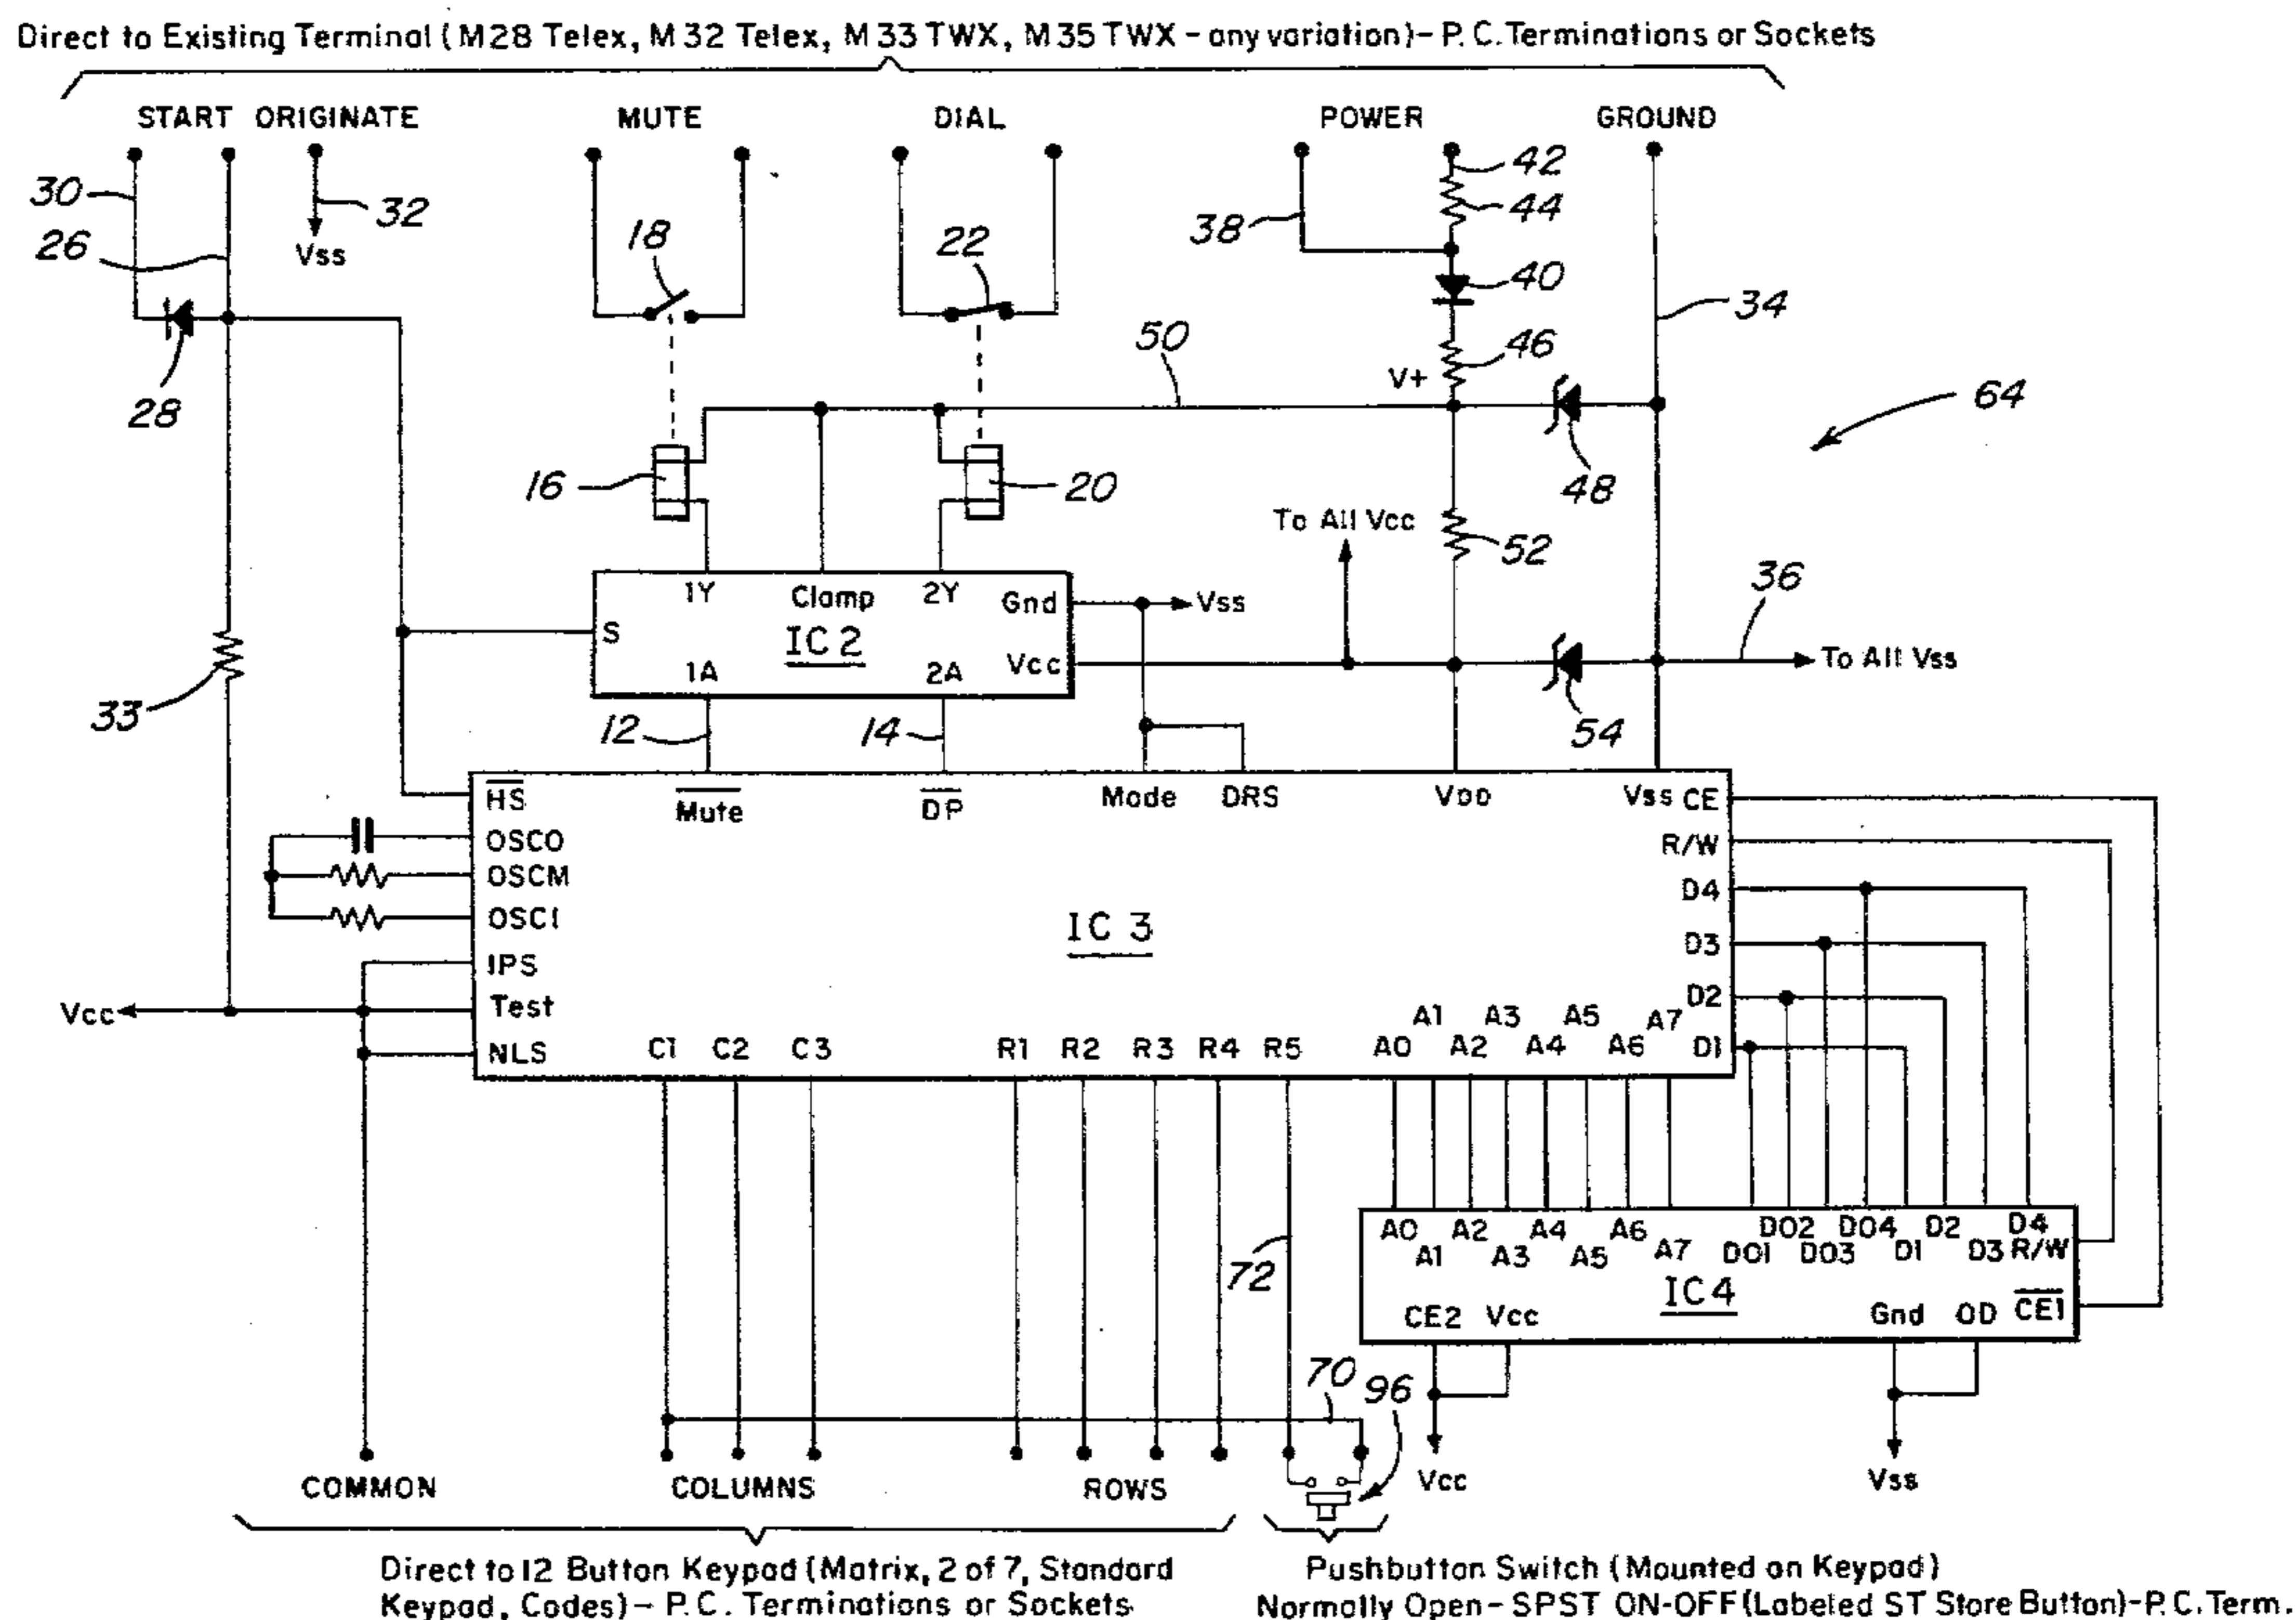 Direct to Existing Terminal (M28 Telex, M32 Telex, M33 TWX, M35 TWX - any variation)- P.C. Terminations or Sockets
START ORIGINATE MUTE DIAL POWER GROUND
30
32
26
Vss
18
22
38
42
44
40
34
28
50
46
V+
64
16
20
48
To All Vcc
52
36
1Y Clamp 2Y Gnd
Vss
S
IC 2
1A 2A Vcc
To All Vss
33
12
14
54
HS Mute DP Mode DRS VDD Vss CE
OSCO
R/W
OSCM
D4
OSCI
IC 3
D3
IPS
D2
Vcc
Test
A1 A3 A5 A7
NLS C1 C2 C3 R1 R2 R3 R4 R5 A0 A2 A4 A6 D1
A0 A2 A4 A6 DO2 DO4 D2 D4
A1 A3 A5 A7 DO1 DO3 D1 D3 R/W
72
IC4
CE2 Vcc Gnd OD CE1
70
96
Vcc
Vss
COMMON COLUMNS ROWS
Direct to 12 Button Keypad (Matrix, 2 of 7, Standard
Keypad, Codes)- P.C. Terminations or Sockets
Pushbutton Switch (Mounted on Keypad)
Normally Open- SPST ON-OFF (Labeled ST Store Button)-P.C. Term.